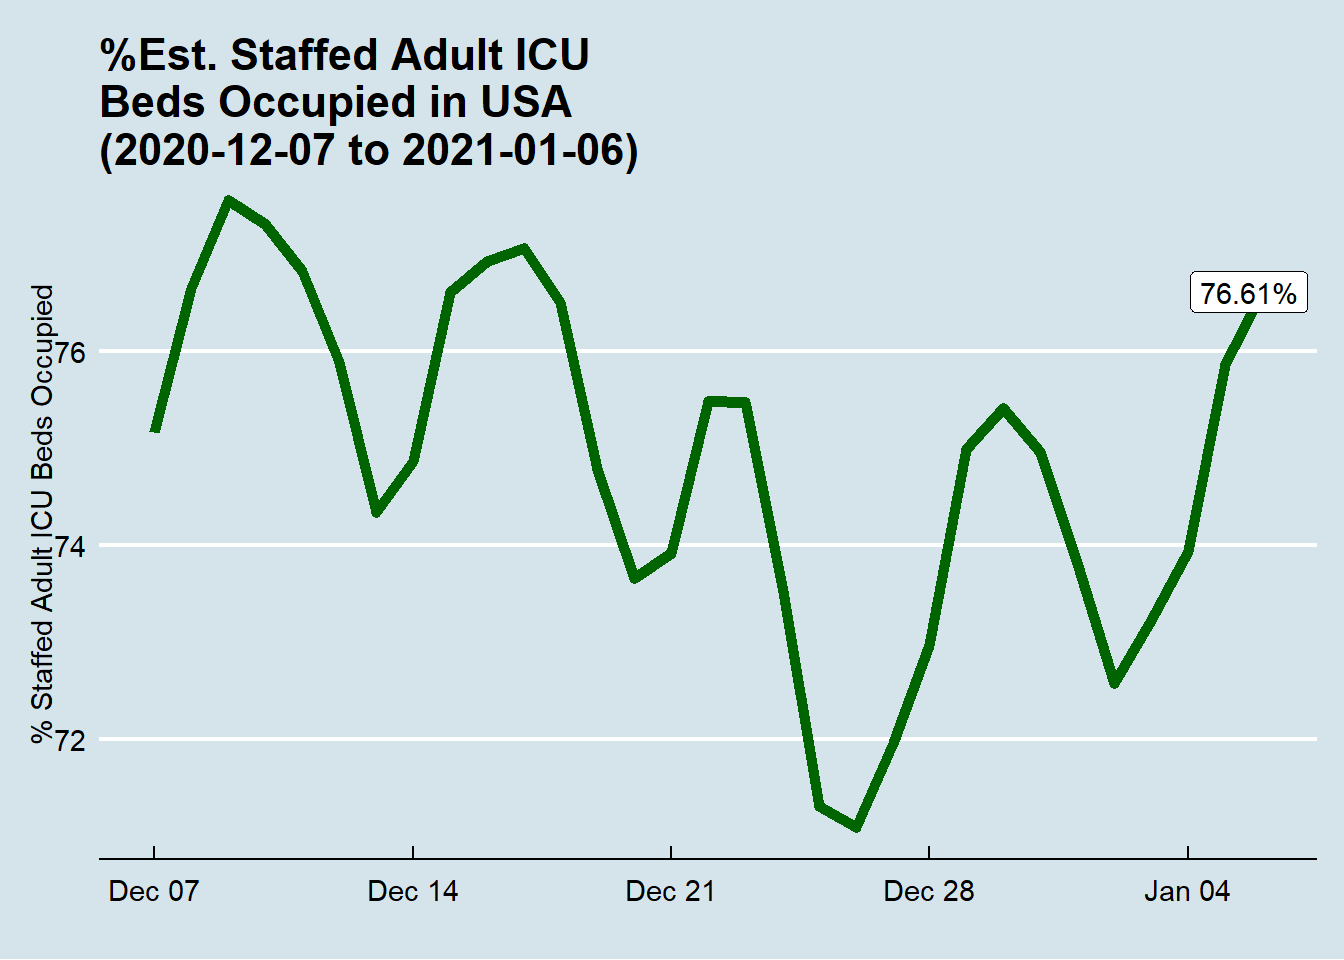 %Est. Staffed Adult ICU
Beds Occupied in USA
(2020-12-07 to 2021-01-06)
% Staffed Adult ICU Beds Occupied
76
74
72
76.61%
Dec 07
Dec 14
Dec 21
Dec 28
Jan 04